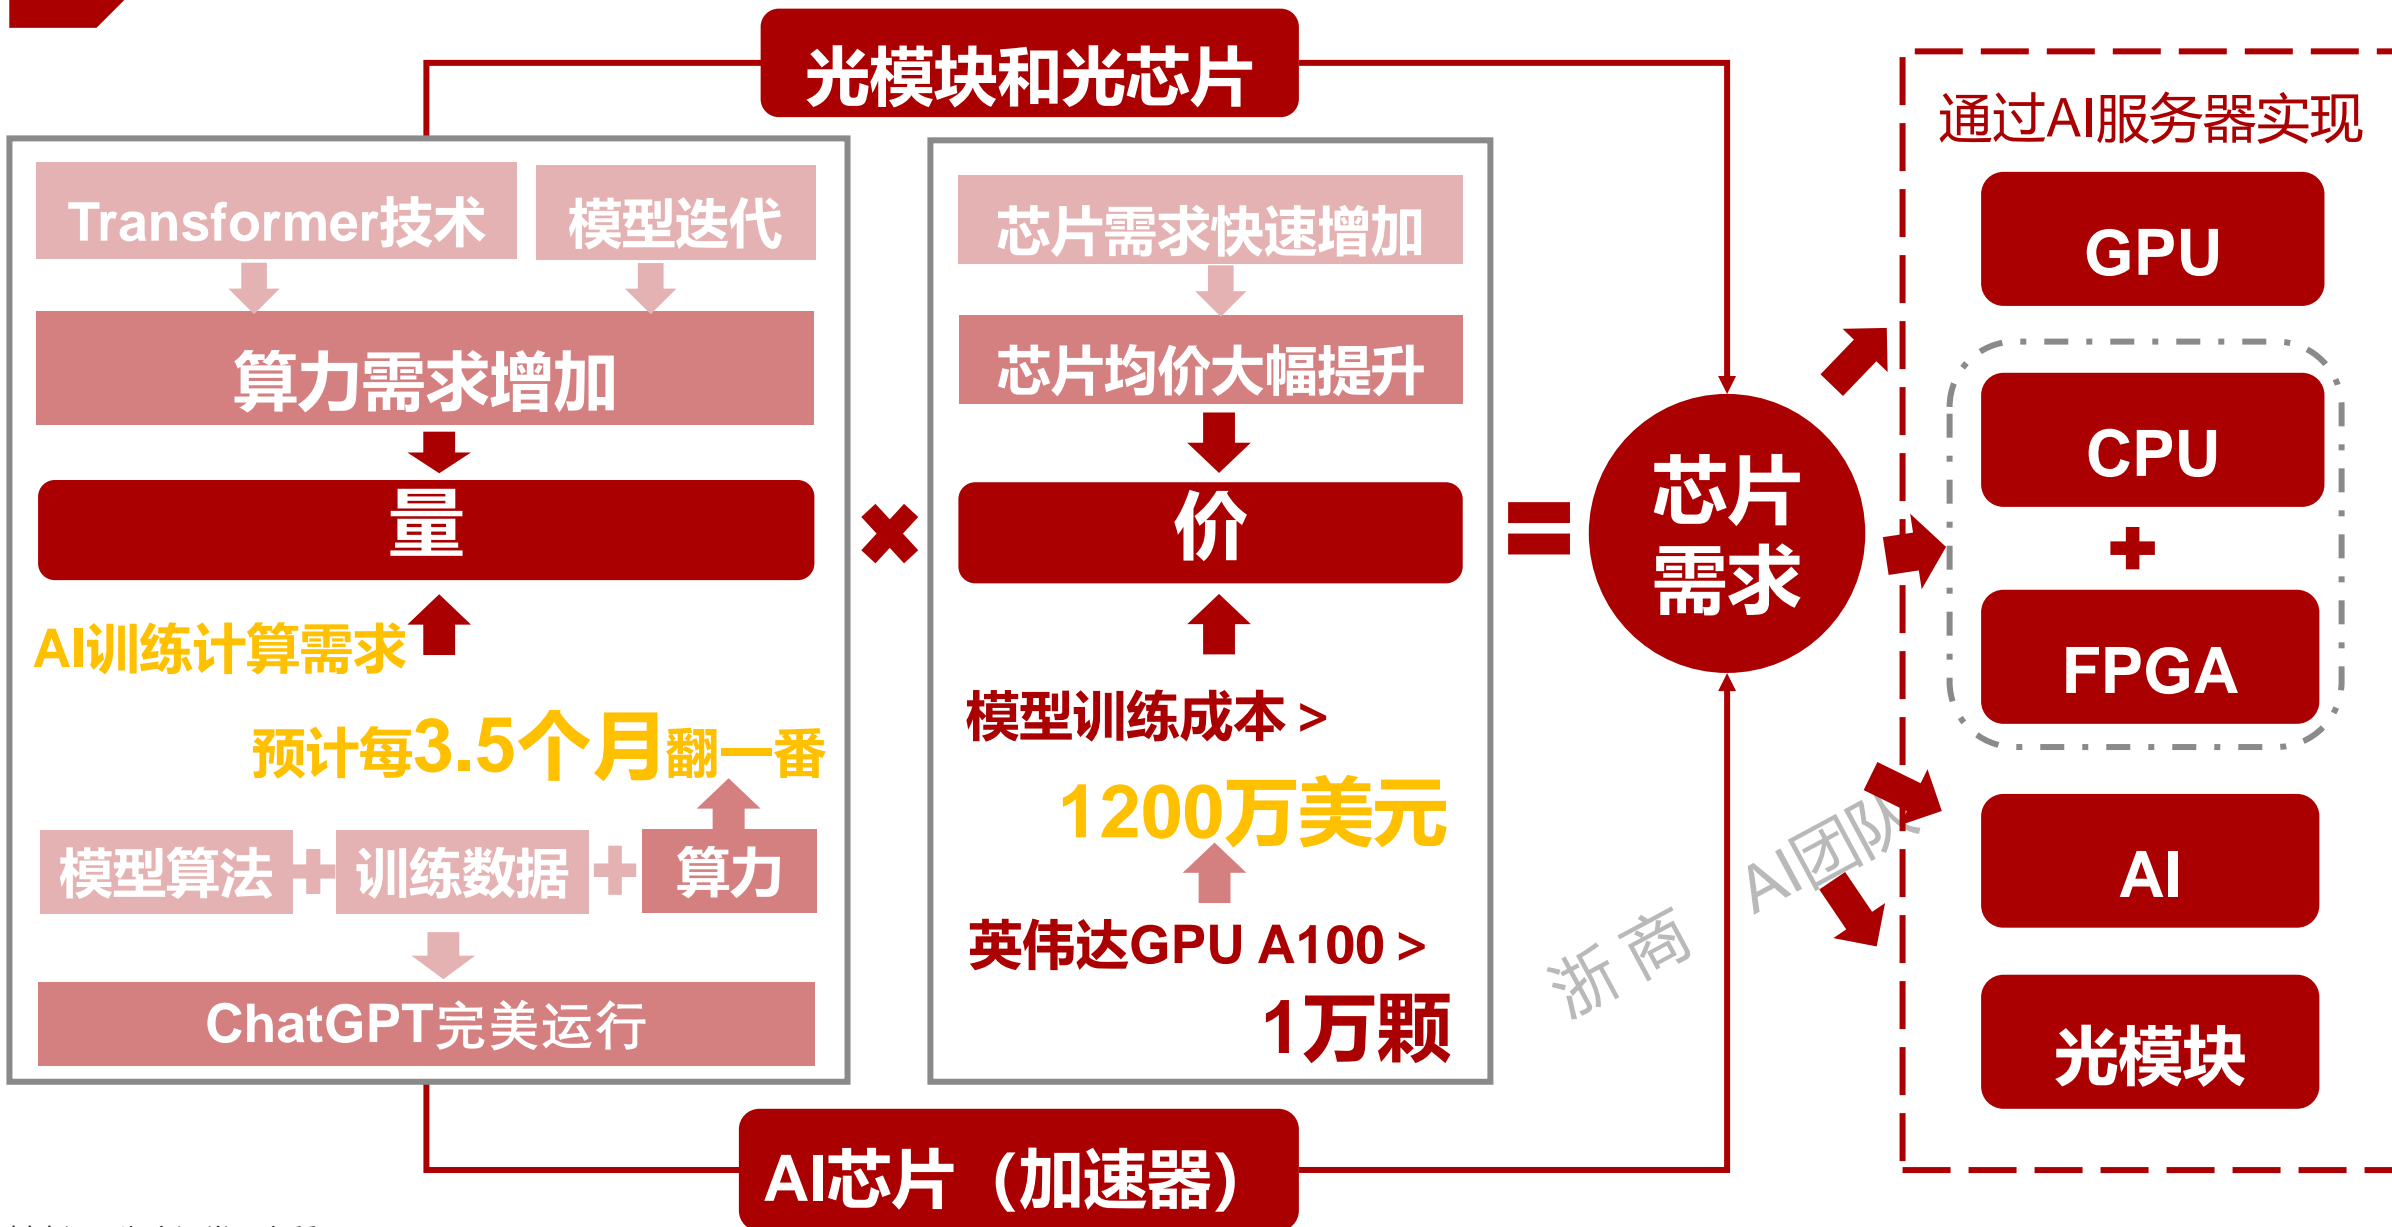 光模块和光芯片
通过AI服务器实现
Transformer技术
模型迭代
算力需求增加
量
AI训练计算需求
预计每3.5个月翻一番
模型算法
+
训练数据
+
算力
ChatGPT完美运行
×
芯片需求快速增加
芯片均价大幅提升
价
模型训练成本 >
1200万美元
英伟达GPU A100 >
1万颗
=
芯片
需求
GPU
CPU
+
FPGA
AI
光模块
AI芯片（加速器）
浙商 AI团队